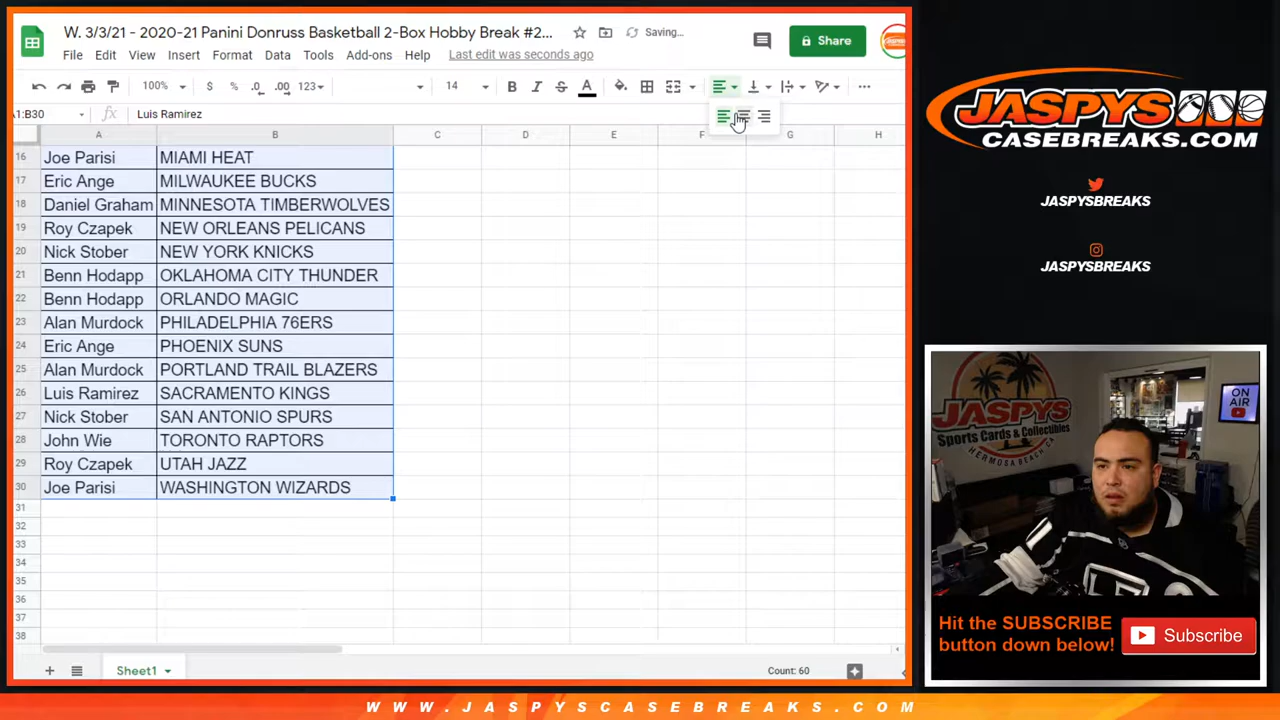 W. 3/3/21 - 2020-21 Panini Donruss Basketball 2-Box Hobby Break #2...
Saving...
File Edit View Insert Format Data Tools Add-ons Help Last edit was seconds ago
Share
100% $ % .0 .00 123 14 B I S A
A1:B30 fx Luis Ramirez
A B C D E F G H
16 Joe Parisi MIAMI HEAT
17 Eric Ange MILWAUKEE BUCKS
18 Daniel Graham MINNESOTA TIMBERWOLVES
19 Roy Czapek NEW ORLEANS PELICANS
20 Nick Stober NEW YORK KNICKS
21 Benn Hodapp OKLAHOMA CITY THUNDER
22 Benn Hodapp ORLANDO MAGIC
23 Alan Murdock PHILADELPHIA 76ERS
24 Eric Ange PHOENIX SUNS
25 Alan Murdock PORTLAND TRAIL BLAZERS
26 Luis Ramirez SACRAMENTO KINGS
27 Nick Stober SAN ANTONIO SPURS
28 John Wie TORONTO RAPTORS
29 Roy Czapek UTAH JAZZ
30 Joe Parisi WASHINGTON WIZARDS
31
32
33
34
35
36
37
38
Sheet1
Count: 60
JASPYS
CASEBREAKS.COM
JASPYSBREAKS
JASPYSBREAKS
JASPYS
Sports Cards & Collectibles
HERMOSA BEACH CA
ON
AIR
Hit the SUBSCRIBE
button down below!
Subscribe
WWW.JASPYSCASEBREAKS.COM